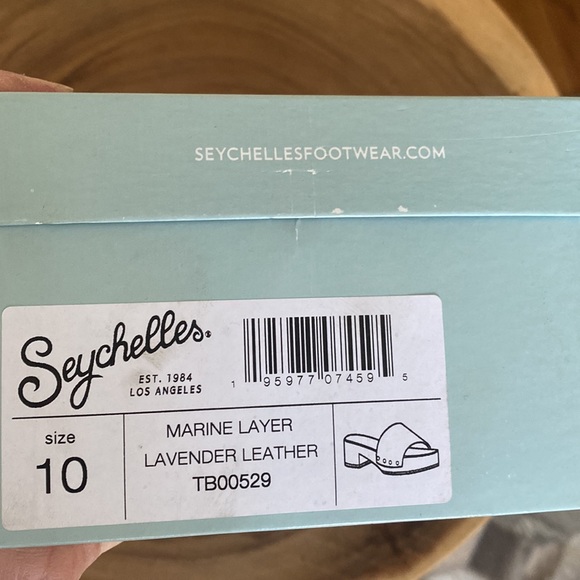 SEYCHELLESFOOTWEAR.COM
Seychelles®
EST. 1984
LOS ANGELES
1 95977 07459 5
size
10
MARINE LAYER
LAVENDER LEATHER
TB00529